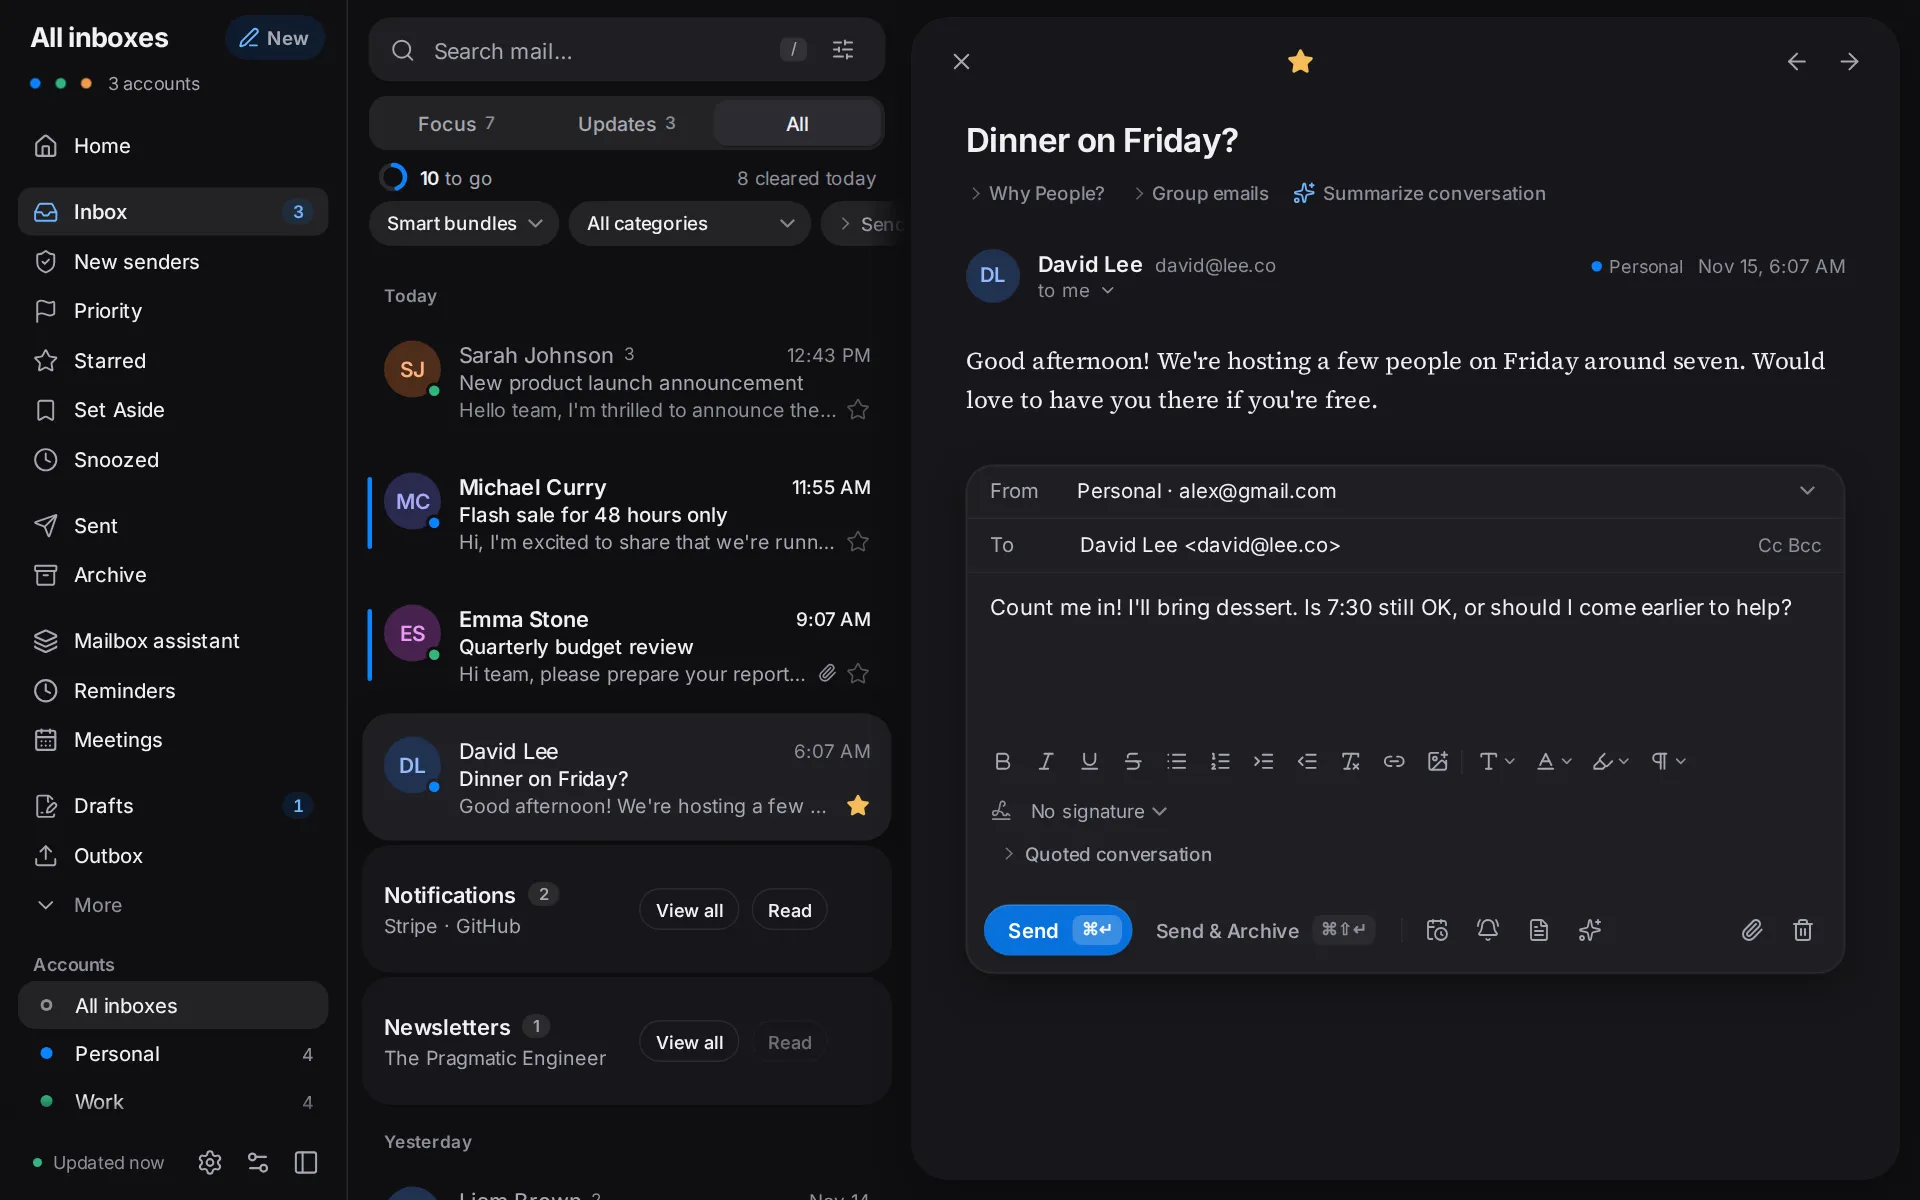 All inboxes
New
3 accounts
Home
Inbox 3
New senders
Priority
Starred
Set Aside
Snoozed
Sent
Archive
Mailbox assistant
Reminders
Meetings
Drafts 1
Outbox
More
Accounts
All inboxes
Personal 4
Work 4
Updated now
Search mail... /
Focus 7 Updates 3 All
10 to go 8 cleared today
Smart bundles All categories Send
Today
SJ Sarah Johnson 3 12:43 PM
New product launch announcement
Hello team, I'm thrilled to announce the...
MC Michael Curry 11:55 AM
Flash sale for 48 hours only
Hi, I'm excited to share that we're runn...
ES Emma Stone 9:07 AM
Quarterly budget review
Hi team, please prepare your report...
DL David Lee 6:07 AM
Dinner on Friday?
Good afternoon! We're hosting a few ...
Notifications 2 View all Read
Stripe · GitHub
Newsletters 1 View all Read
The Pragmatic Engineer
Yesterday
Liam Brown 2 Nov 14
Dinner on Friday?
Why People? Group emails Summarize conversation
DL David Lee david@lee.co Personal Nov 15, 6:07 AM
to me
Good afternoon! We're hosting a few people on Friday around seven. Would
love to have you there if you're free.
From Personal · alex@gmail.com
To David Lee <david@lee.co> Cc Bcc
Count me in! I'll bring dessert. Is 7:30 still OK, or should I come earlier to help?
No signature
Quoted conversation
Send ⌘↵ Send & Archive ⌘⇧↵